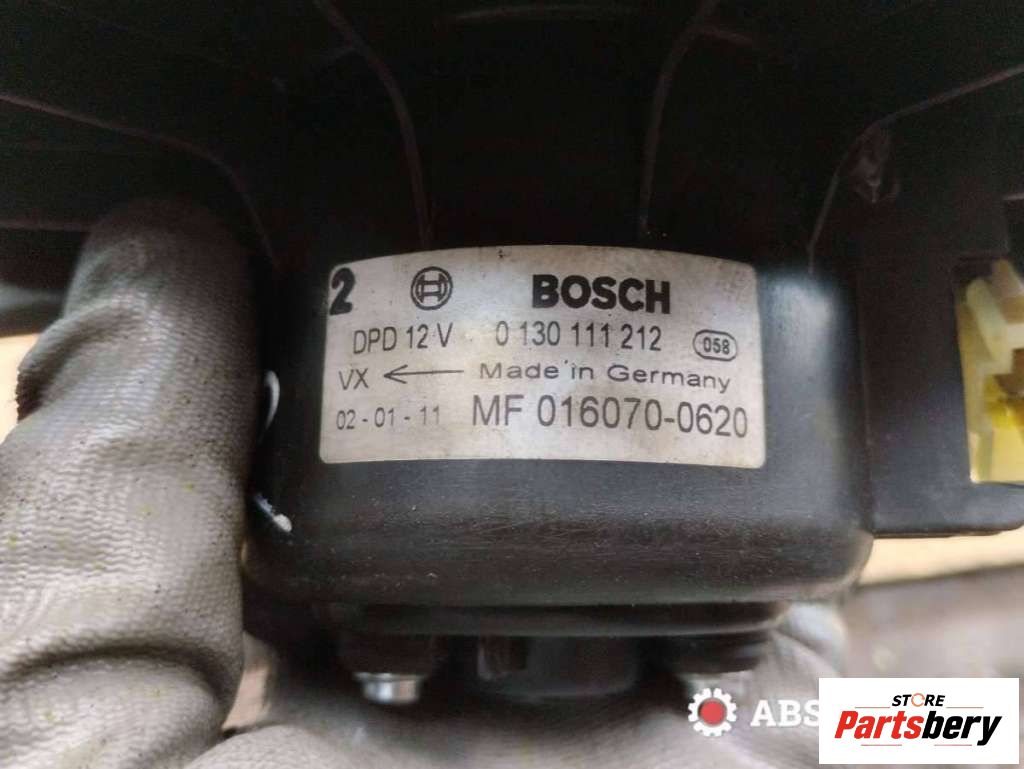 2 BOSCH
DPD 12 V 0 130 111 212 058
VX ← Made in Germany
02 - 01 - 11 MF 016070-0620
ABS
STORE
Partsbery